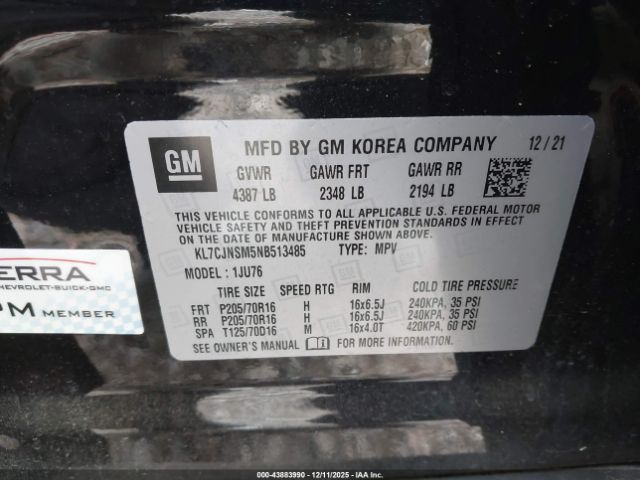 GM
MFD BY GM KOREA COMPANY 12/21
GVWR GAWR FRT GAWR RR
4387 LB 2348 LB 2194 LB
THIS VEHICLE CONFORMS TO ALL APPLICABLE U.S. FEDERAL MOTOR
VEHICLE SAFETY AND THEFT PREVENTION STANDARDS IN EFFECT
ON THE DATE OF MANUFACTURE SHOWN ABOVE.
KL7CJNSM5NB513485 TYPE: MPV
MODEL: 1JU76
TIRE SIZE SPEED RTG RIM COLD TIRE PRESSURE
FRT P205/70R16 H 16x6.5J 240KPA, 35 PSI
RR P205/70R16 H 16x6.5J 240KPA, 35 PSI
SPA T125/70D16 M 16x4.0T 420KPA, 60 PSI
SEE OWNER'S MANUAL FOR MORE INFORMATION.
ERRA
CHEVROLET•BUICK•GMC
PM MEMBER
000-43883990 - 12/11/2025 - IAA Inc.